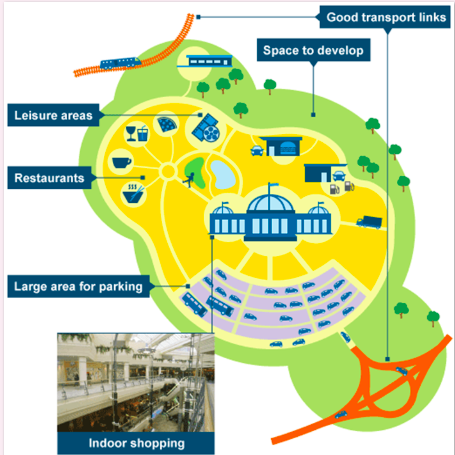 Good transport links
Space to develop
Leisure areas
Restaurants
Large area for parking
Indoor shopping